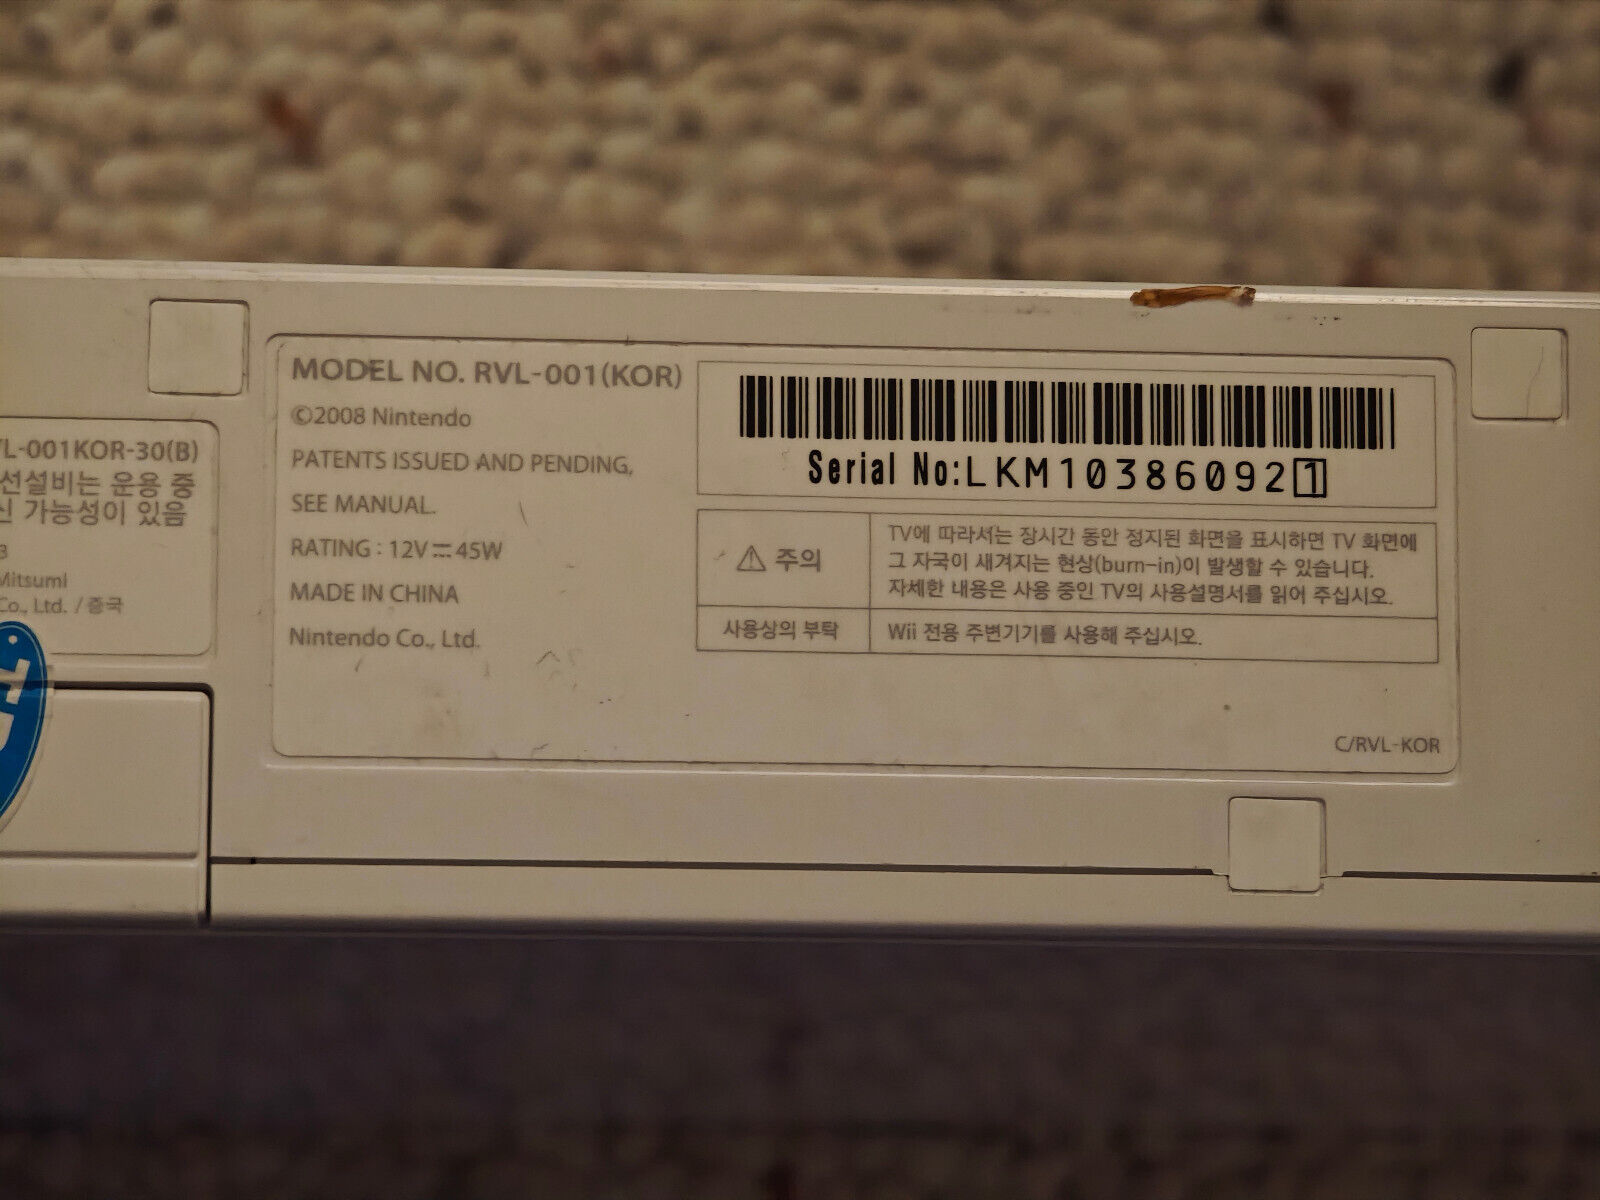 L-001KOR-30(B)
선설비는 운용 중
신 가능성이 있음
3
Mitsumi
Co., Ltd. / 중국
MODEL NO. RVL-001(KOR)
©2008 Nintendo
PATENTS ISSUED AND PENDING,
SEE MANUAL.
RATING : 12V⎓45W
MADE IN CHINA
Nintendo Co., Ltd.
Serial No:LKM103860921
⚠ 주의
TV에 따라서는 장시간 동안 정지된 화면을 표시하면 TV 화면에
그 자국이 새겨지는 현상(burn-in)이 발생할 수 있습니다.
자세한 내용은 사용 중인 TV의 사용설명서를 읽어 주십시오.
사용상의 부탁
Wii 전용 주변기기를 사용해 주십시오.
C/RVL-KOR